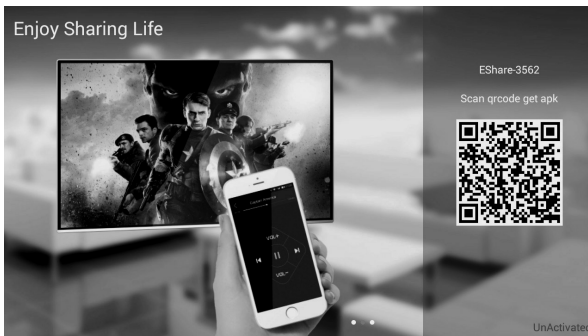 Enjoy Sharing Life
EShare-3562
Scan qrcode get apk
VOL+
VOL-
UnActivated